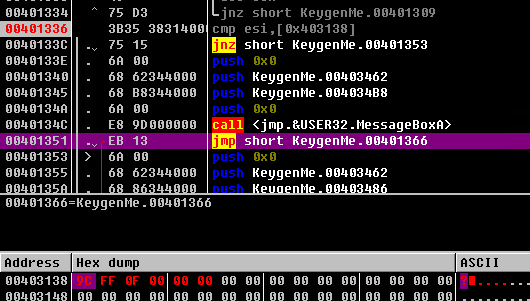 00401334 ^ 75 D3 jnz short KeygenMe.00401309
00401336 . 3B35 38314000 cmp esi,[0x403138]
0040133C . 75 15 jnz short KeygenMe.00401353
0040133E . 6A 00 push 0x0
00401340 . 68 62344000 push KeygenMe.00403462
00401345 . 68 B8344000 push KeygenMe.004034B8
0040134A . 6A 00 push 0x0
0040134C . E8 9D000000 call <jmp.&USER32.MessageBoxA>
00401351 . EB 13 jmp short KeygenMe.00401366
00401353 > 6A 00 push 0x0
00401355 . 68 62344000 push KeygenMe.00403462
0040135A . 68 86344000 push KeygenMe.00403486
00401366=KeygenMe.00401366
Address Hex dump ASCII
00403138 9C FF 0F 00 00 00 00 00 00 00 00 00 00 00 00 00
00403148 00 00 00 00 00 00 00 00 00 00 00 00 00 00 00 00